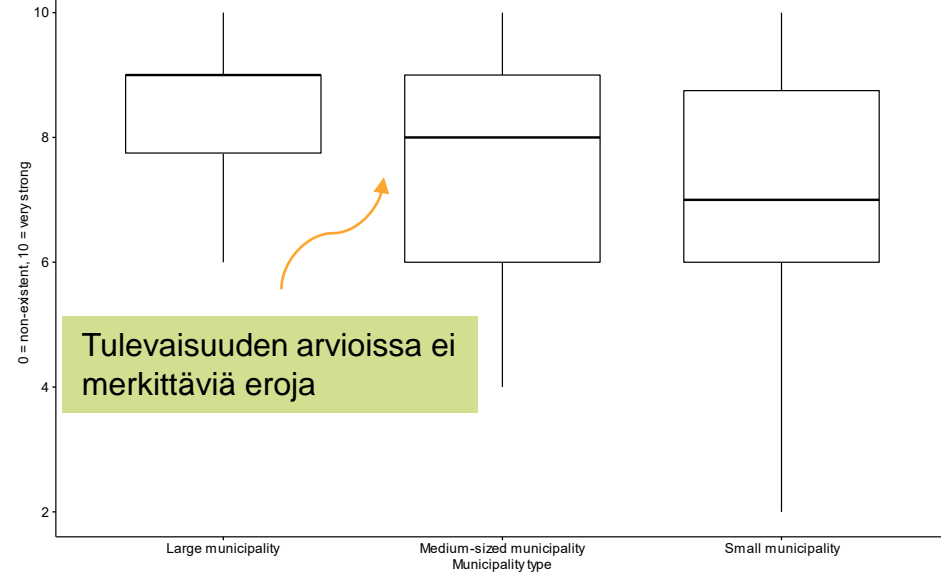 10
8
6
4
2
0 = non-existent, 10 = very strong
Tulevaisuuden arvioissa ei
merkittäviä eroja
Large municipality
Medium-sized municipality
Small municipality
Municipality type